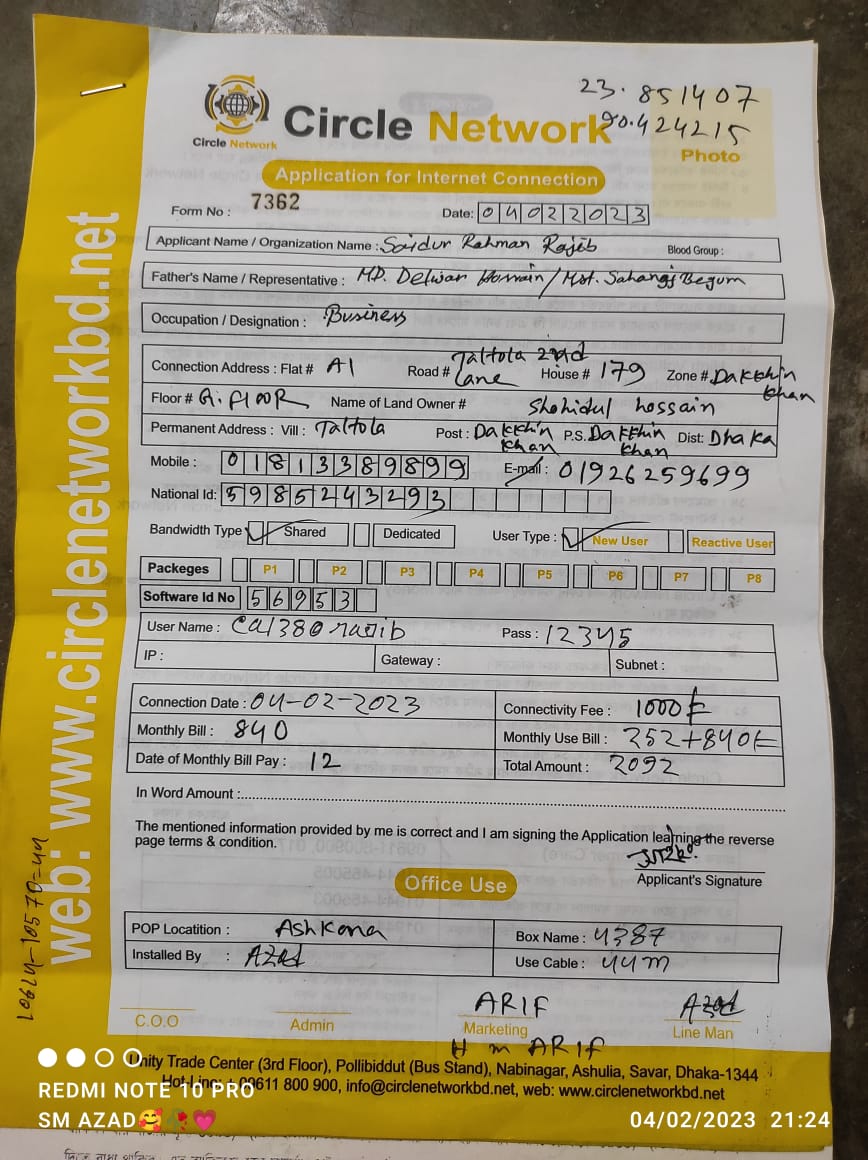 23.851407
90.424215
Circle Network
Circle Network
Photo
Application for Internet Connection
Form No : 7362
Date: 04022023
Applicant Name / Organization Name : Saidur Rahman Rajib Blood Group :
Father's Name / Representative : MD. Delwar Hossain / Mst. Sahanaj Begum
Occupation / Designation : Business
Connection Address : Flat # A1 Road # Taltola 2nd Lane House # 179 Zone # Dakkhin khan
Floor # G. FlOOR Name of Land Owner # Shohidul hossain
Permanent Address : Vill : Taltola Post : Dakkhin khan P.S. Dakkhin khan Dist: Dhaka
Mobile : 01813389899 E-mail : 01926259699
National Id: 5985243293
Bandwidth Type Shared Dedicated User Type : New User Reactive User
Packeges P1 P2 P3 P4 P5 P6 P7 P8
Software Id No 56953
User Name : Cal380rajib Pass : 12345
IP : Gateway : Subnet :
Connection Date : 04-02-2023 Connectivity Fee : 1000/-
Monthly Bill : 840 Monthly Use Bill : 252+840/-
Date of Monthly Bill Pay : 12 Total Amount : 2092
In Word Amount :
The mentioned information provided by me is correct and I am signing the Application learning the reverse
page terms & condition.
Applicant's Signature
Office Use
POP Locatition : Ashkona Box Name : 4387
Installed By : Azad Use Cable : 44m
ARIF Azad
C.O.O Admin Marketing Line Man
H m ARIF
Unity Trade Center (3rd Floor), Pollibiddut (Bus Stand), Nabinagar, Ashulia, Savar, Dhaka-1344
Hot-Line: + 09611 800 900, info@circlenetworkbd.net, web: www.circlenetworkbd.net
web: www.circlenetworkbd.net
10624-10570=44
REDMI NOTE 10 PRO
SM AZAD🥰🥀💗
04/02/2023 21:24